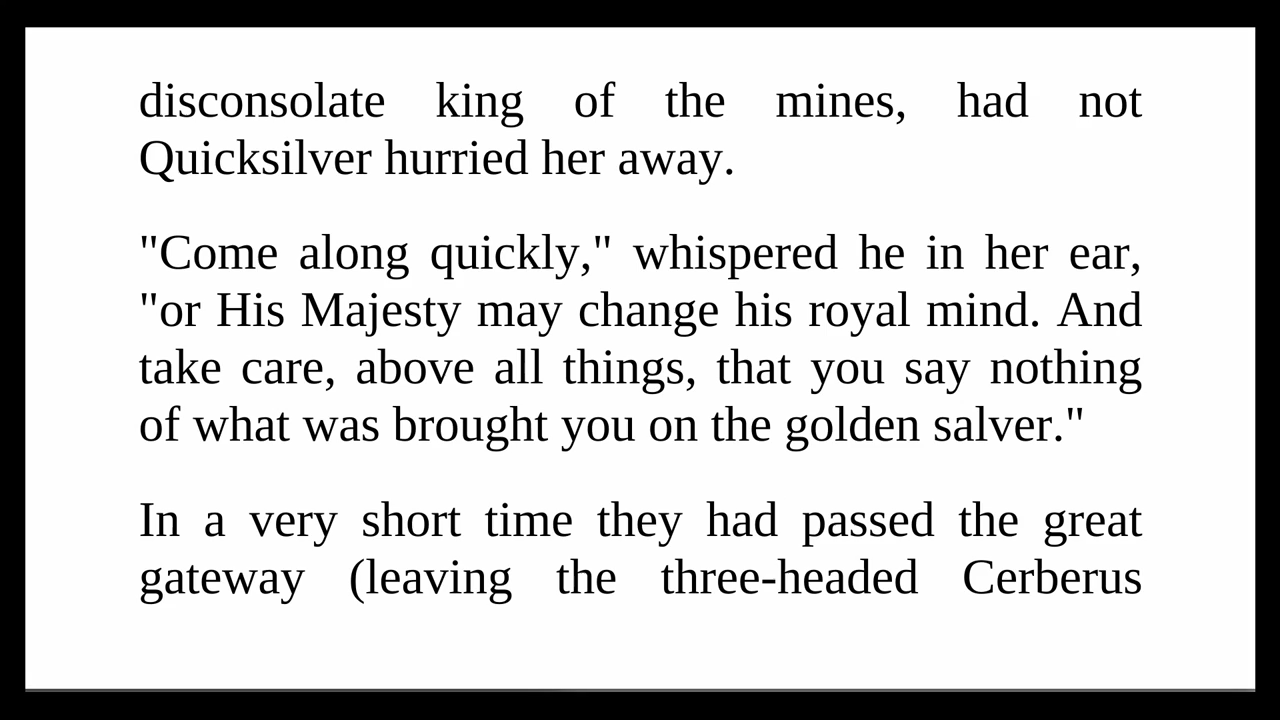 disconsolate king of the mines, had not
Quicksilver hurried her away.
"Come along quickly," whispered he in her ear,
"or His Majesty may change his royal mind. And
take care, above all things, that you say nothing
of what was brought you on the golden salver."
In a very short time they had passed the great
gateway (leaving the three-headed Cerberus